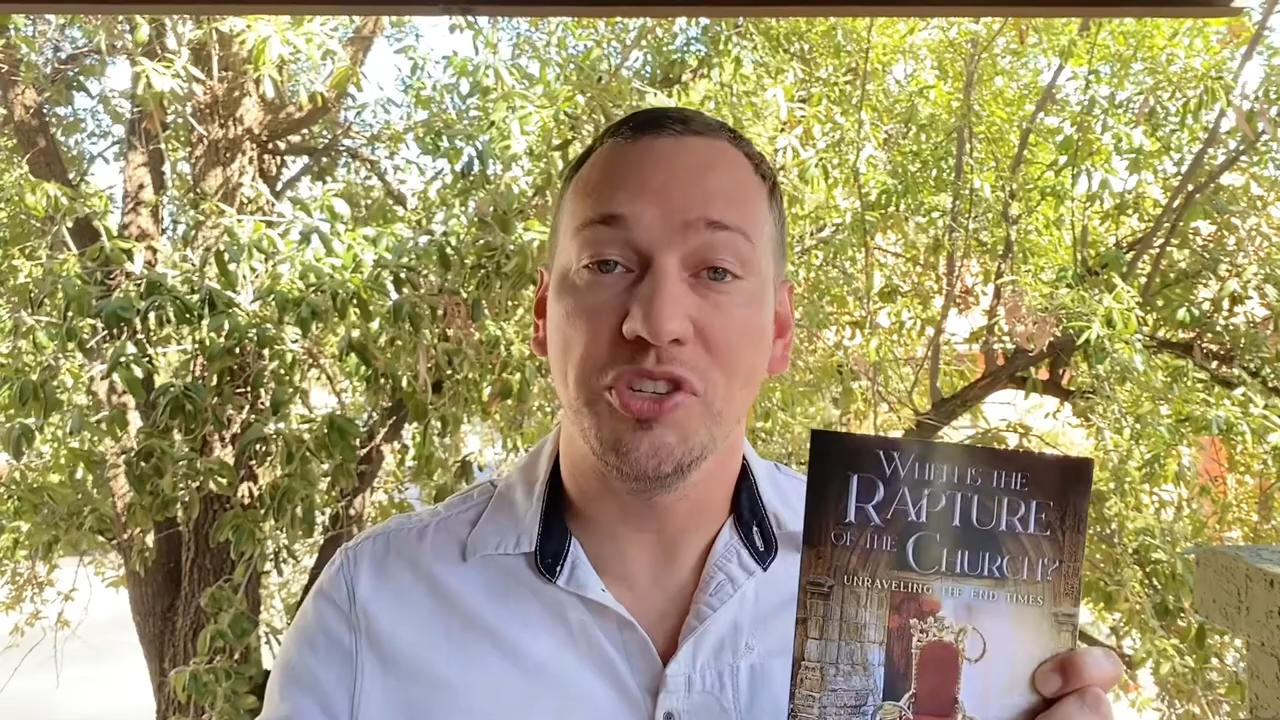 WHEN IS THE
RAPTURE
OF THE CHURCH?
UNRAVELING THE END TIMES